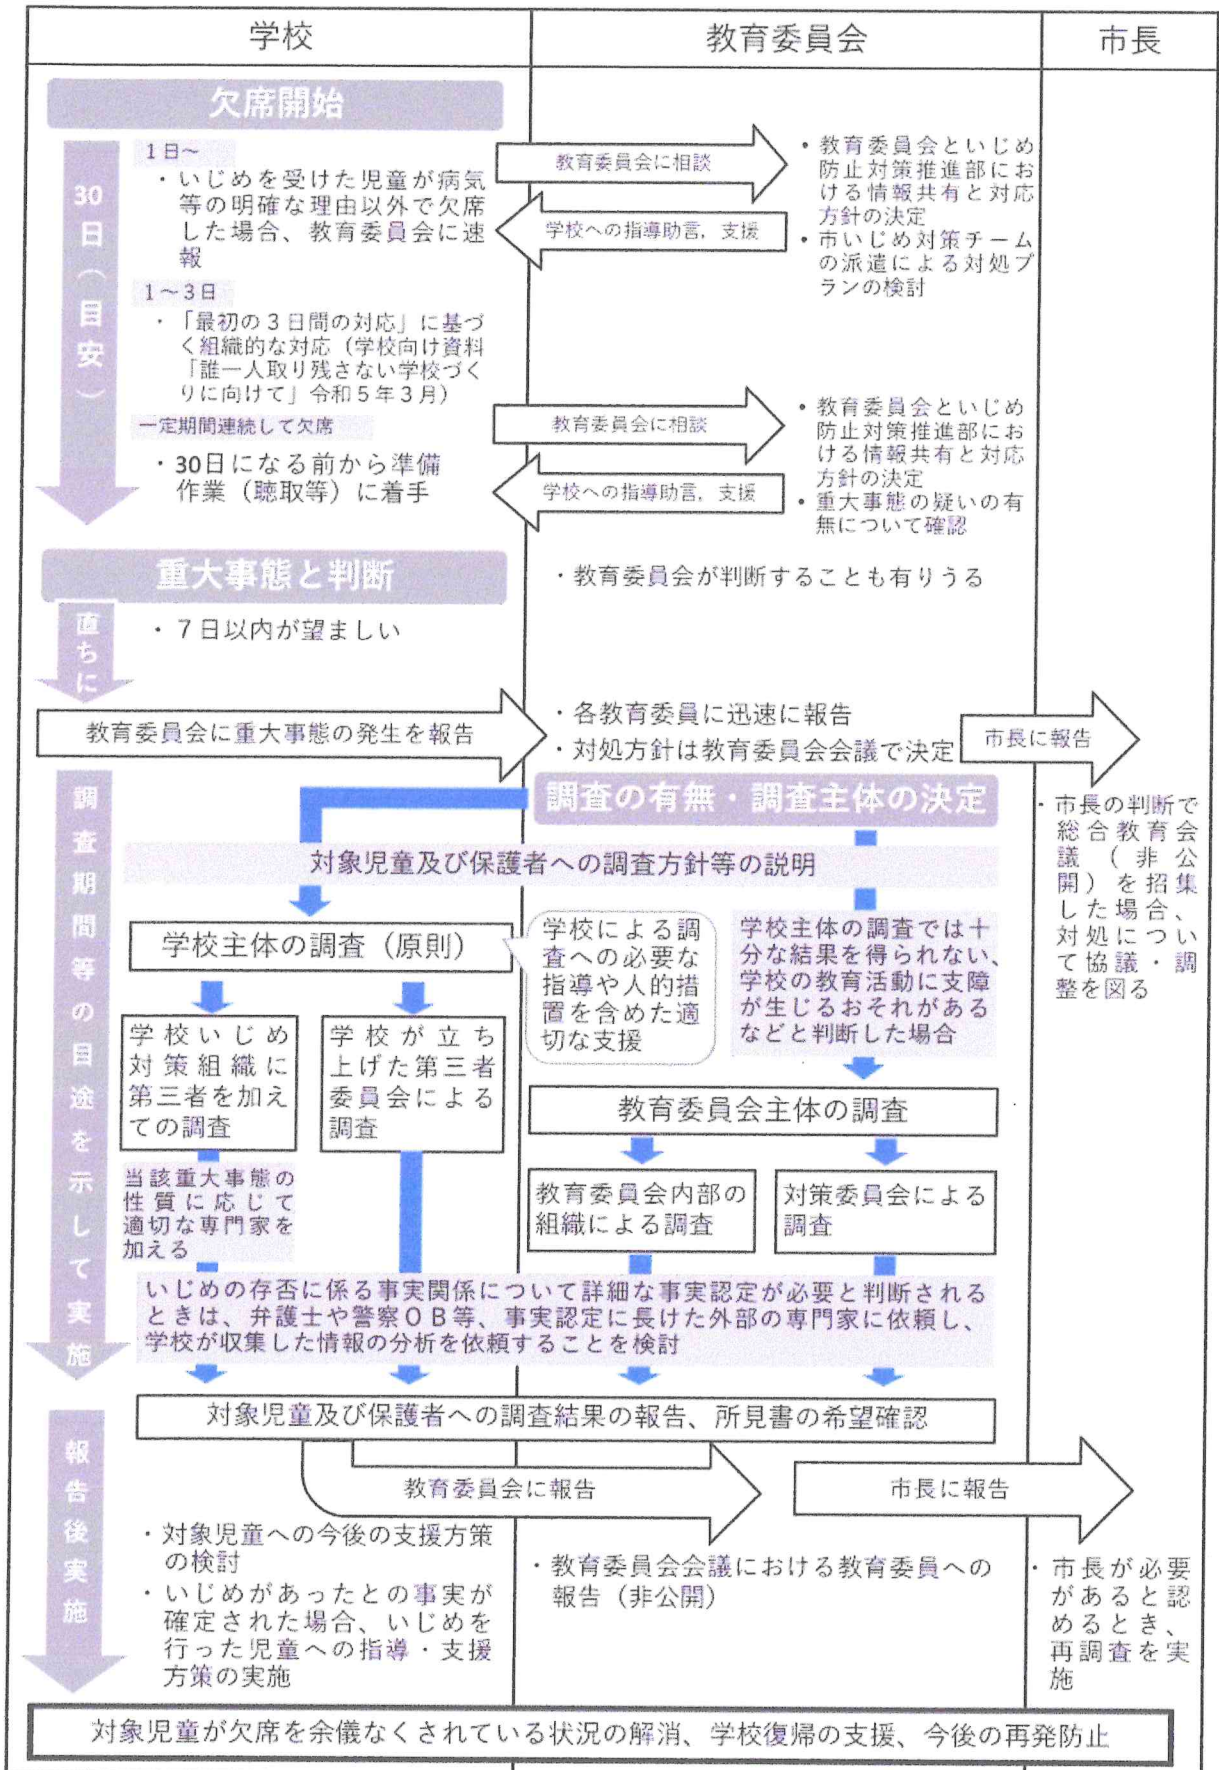 学校
教育委員会
市長
欠席開始
30日（目安）
1日～
・いじめを受けた児童が病気
等の明確な理由以外で欠席
した場合、教育委員会に速
報
教育委員会に相談
学校への指導助言，支援
・教育委員会といじめ
防止対策推進部にお
ける情報共有と対応
方針の決定
・市いじめ対策チーム
の派遣による対処プ
ランの検討
1～3日
・「最初の3日間の対応」に基づ
く組織的な対応（学校向け資料
「誰一人取り残さない学校づく
りに向けて」令和5年3月）
一定期間連続して欠席
・30日になる前から準備
作業（聴取等）に着手
教育委員会に相談
学校への指導助言，支援
・教育委員会といじめ
防止対策推進部にお
ける情報共有と対応
方針の決定
・重大事態の疑いの有
無について確認
重大事態と判断
・教育委員会が判断することも有りうる
直ちに
・7日以内が望ましい
教育委員会に重大事態の発生を報告
・各教育委員に迅速に報告
・対処方針は教育委員会会議で決定
市長に報告
調査期間等の目途を示して実施
調査の有無・調査主体の決定
・市長の判断で
総合教育会
議（非公
開）を招集
した場合、
対処につい
て協議・調
整を図る
対象児童及び保護者への調査方針等の説明
学校主体の調査（原則）
学校による調
査への必要な
指導や人的措
置を含めた適
切な支援
学校主体の調査では十
分な結果を得られない、
学校の教育活動に支障
が生じるおそれがある
などと判断した場合
学校いじめ
対策組織に
第三者を加え
ての調査
学校が立ち
上げた第三者
委員会による
調査
教育委員会主体の調査
当該重大事態の
性質に応じて
適切な専門家を
加える
教育委員会内部の
組織による調査
対策委員会による
調査
いじめの存否に係る事実関係について詳細な事実認定が必要と判断される
ときは、弁護士や警察OB等、事実認定に長けた外部の専門家に依頼し、
学校が収集した情報の分析を依頼することを検討
対象児童及び保護者への調査結果の報告、所見書の希望確認
報告後実施
教育委員会に報告
市長に報告
・対象児童への今後の支援方策
の検討
・いじめがあったとの事実が
確定された場合、いじめを
行った児童への指導・支援
方策の実施
・教育委員会会議における教育委員への
報告（非公開）
・市長が必要
があると認
めるとき、
再調査を実
施
対象児童が欠席を余儀なくされている状況の解消、学校復帰の支援、今後の再発防止